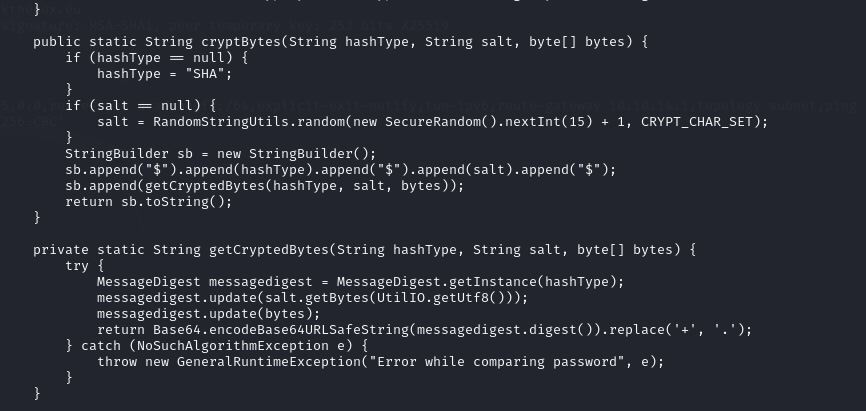 }
public static String cryptBytes(String hashType, String salt, byte[] bytes) {
if (hashType == null) {
hashType = "SHA";
}
if (salt == null) {
salt = RandomStringUtils.random(new SecureRandom().nextInt(15) + 1, CRYPT_CHAR_SET);
}
StringBuilder sb = new StringBuilder();
sb.append("$").append(hashType).append("$").append(salt).append("$");
sb.append(getCryptedBytes(hashType, salt, bytes));
return sb.toString();
}
private static String getCryptedBytes(String hashType, String salt, byte[] bytes) {
try {
MessageDigest messagedigest = MessageDigest.getInstance(hashType);
messagedigest.update(salt.getBytes(UtilIO.getUtf8()));
messagedigest.update(bytes);
return Base64.encodeBase64URLSafeString(messagedigest.digest()).replace('+', '.');
} catch (NoSuchAlgorithmException e) {
throw new GeneralRuntimeException("Error while comparing password", e);
}
}